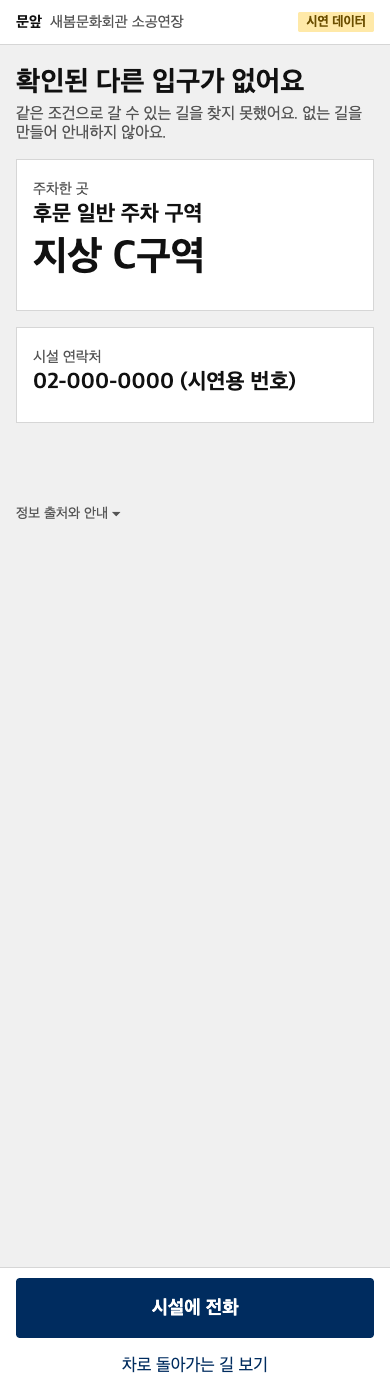 문앞 새봄문화회관 소공연장
시연 데이터
확인된 다른 입구가 없어요
같은 조건으로 갈 수 있는 길을 찾지 못했어요. 없는 길을
만들어 안내하지 않아요.
주차한 곳
후문 일반 주차 구역
지상 C구역
시설 연락처
02-000-0000 (시연용 번호)
정보 출처와 안내
시설에 전화
차로 돌아가는 길 보기